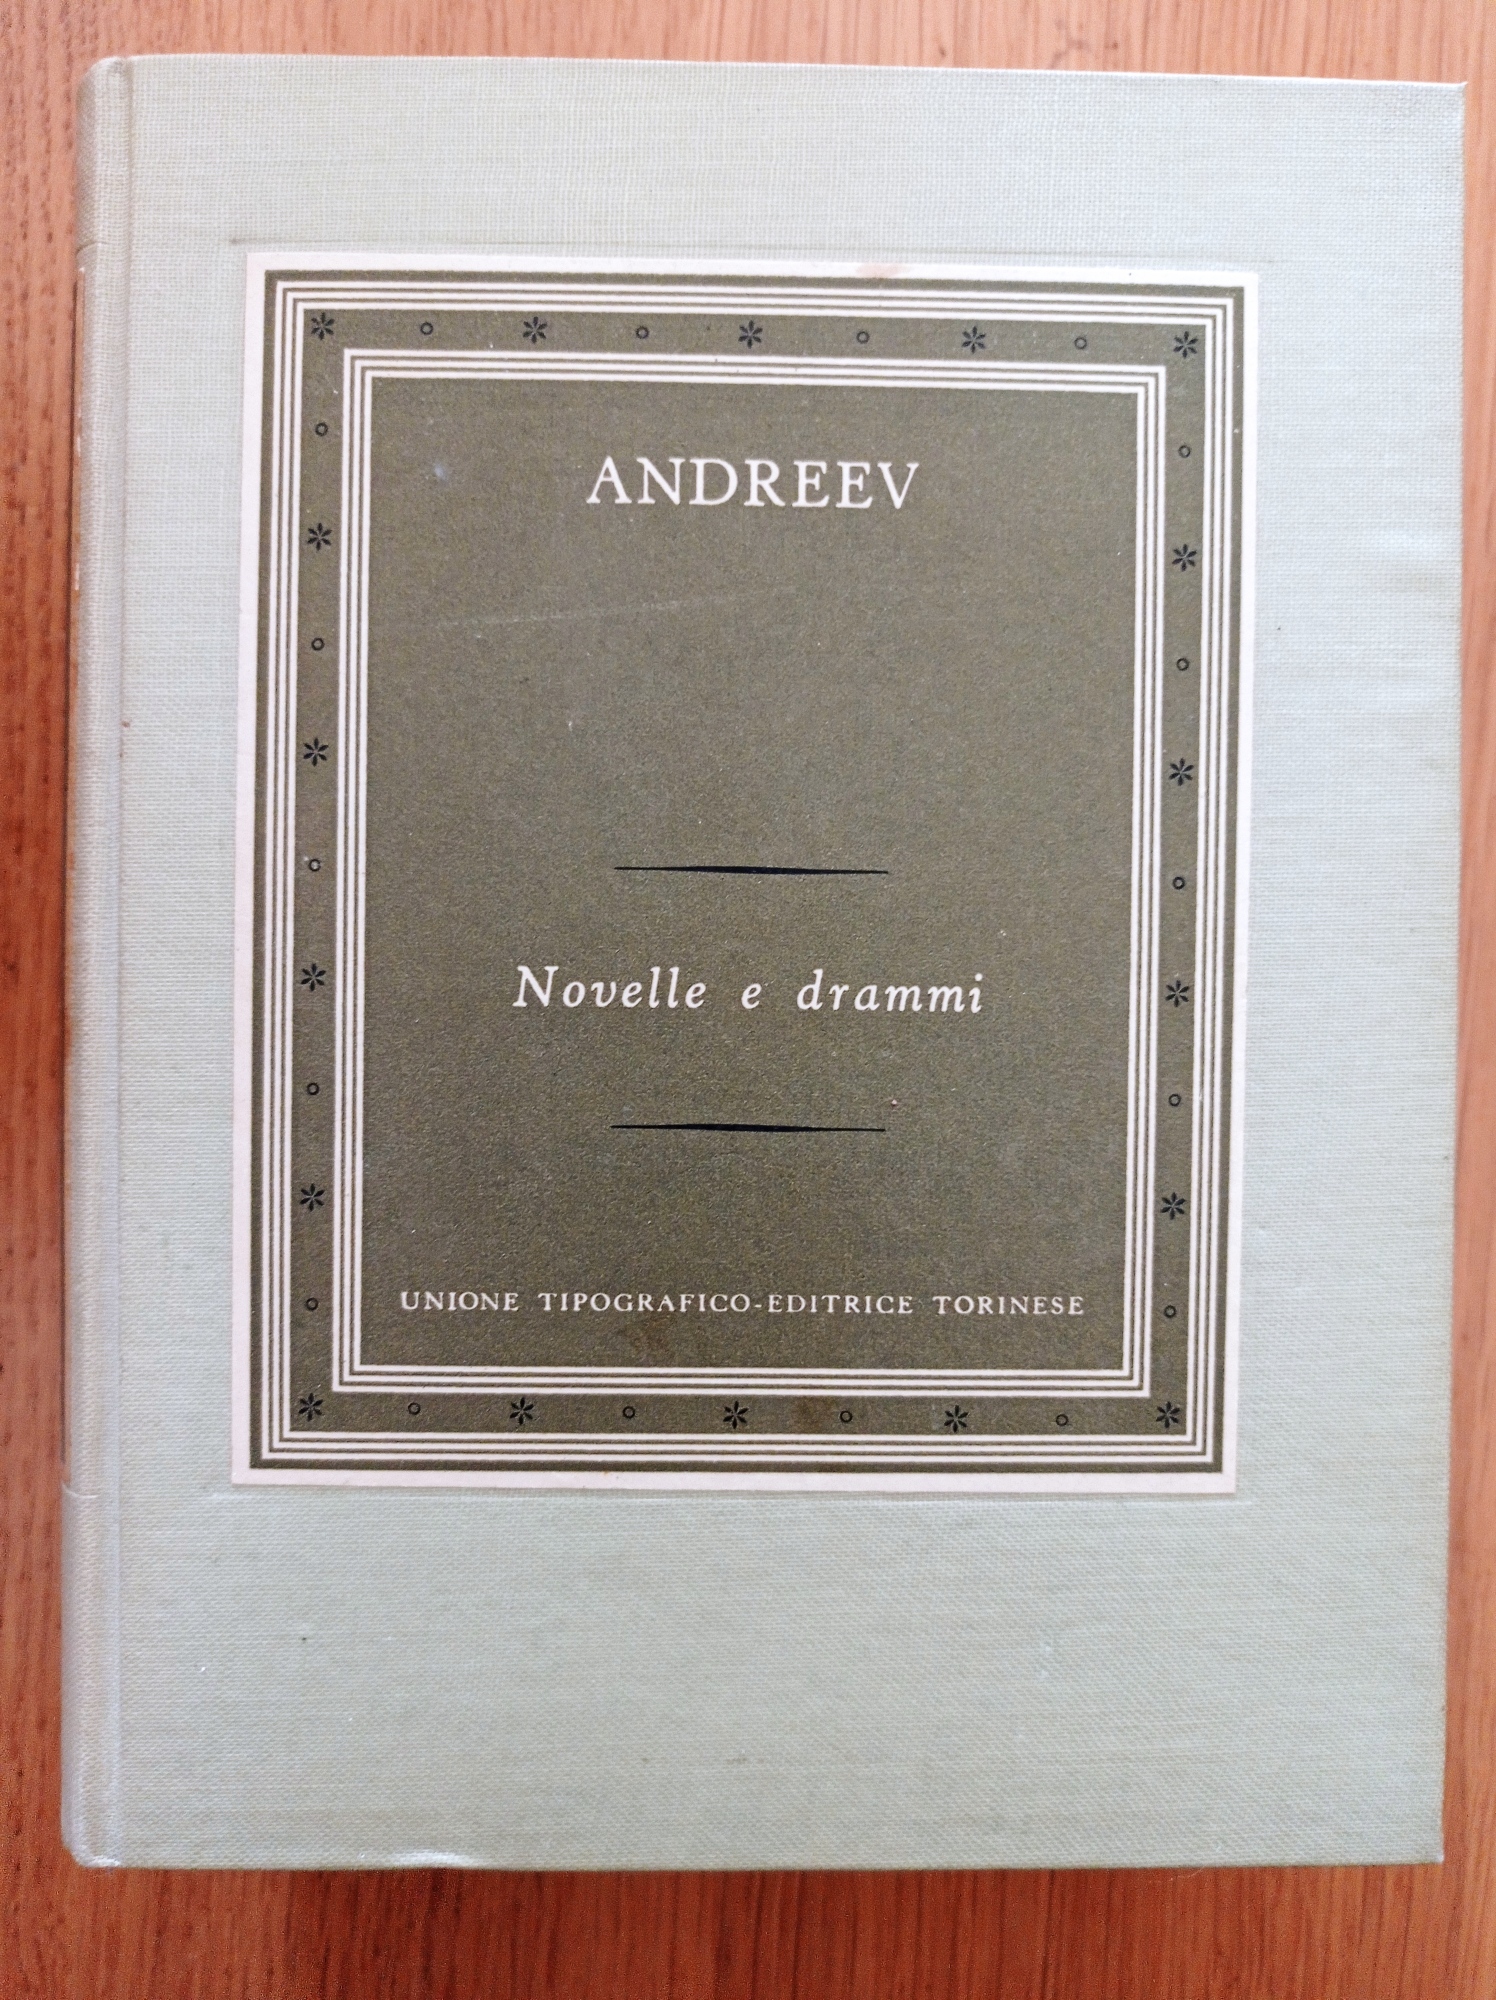 ANDREEV
Novelle e drammi
UNIONE TIPOGRAFICO-EDITRICE TORINESE